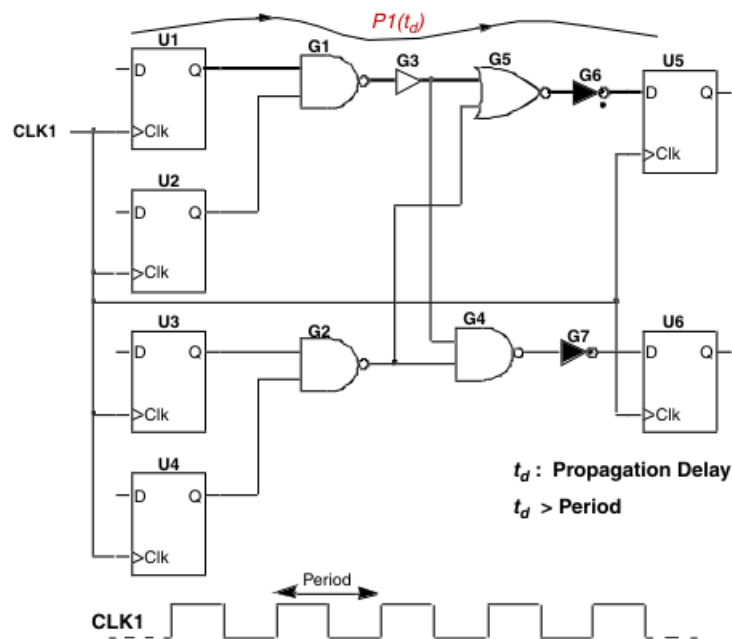 P1(td)
U1
G1
G3
G5
G6
U5
D
Q
D
Q
CLK1
Clk
Clk
U2
D
Q
Clk
U3
G2
G4
G7
U6
D
Q
D
Q
Clk
Clk
U4
D
Q
Clk
td : Propagation Delay
td > Period
Period
CLK1